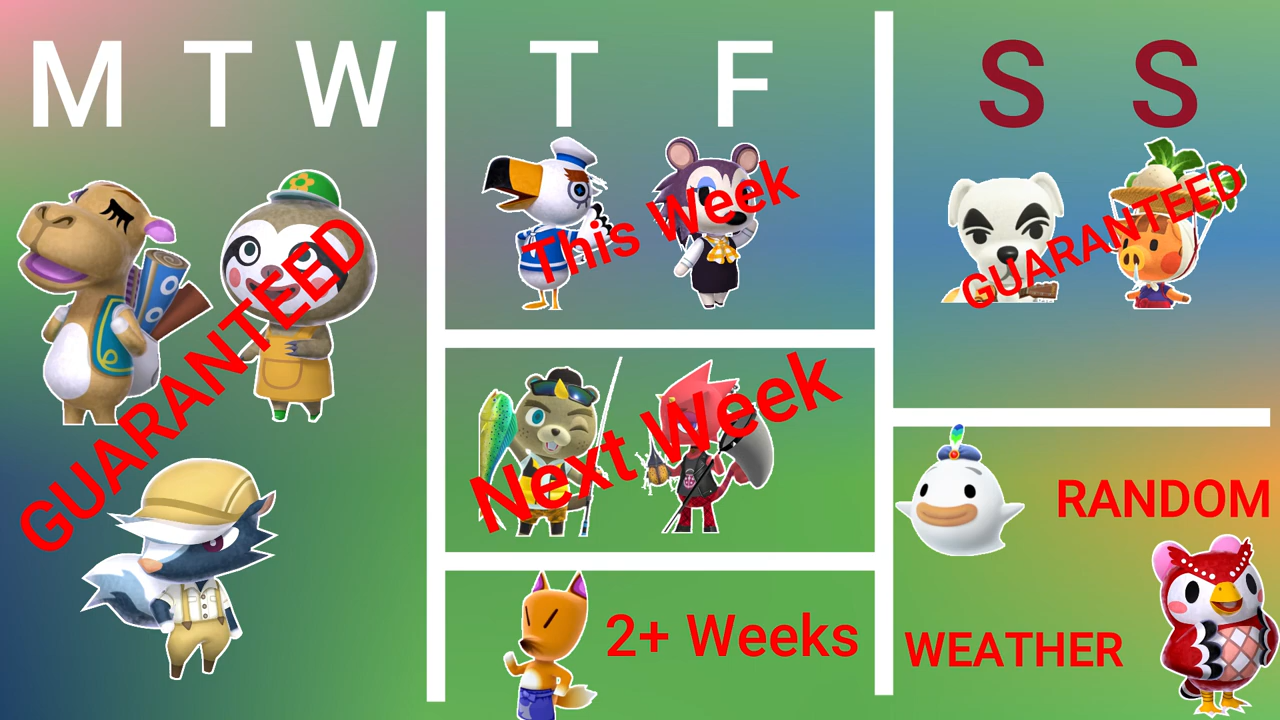 M T W
GUARANTEED
T F
This Week
Next Week
2+ Weeks
S S
GUARANTEED
RANDOM
WEATHER